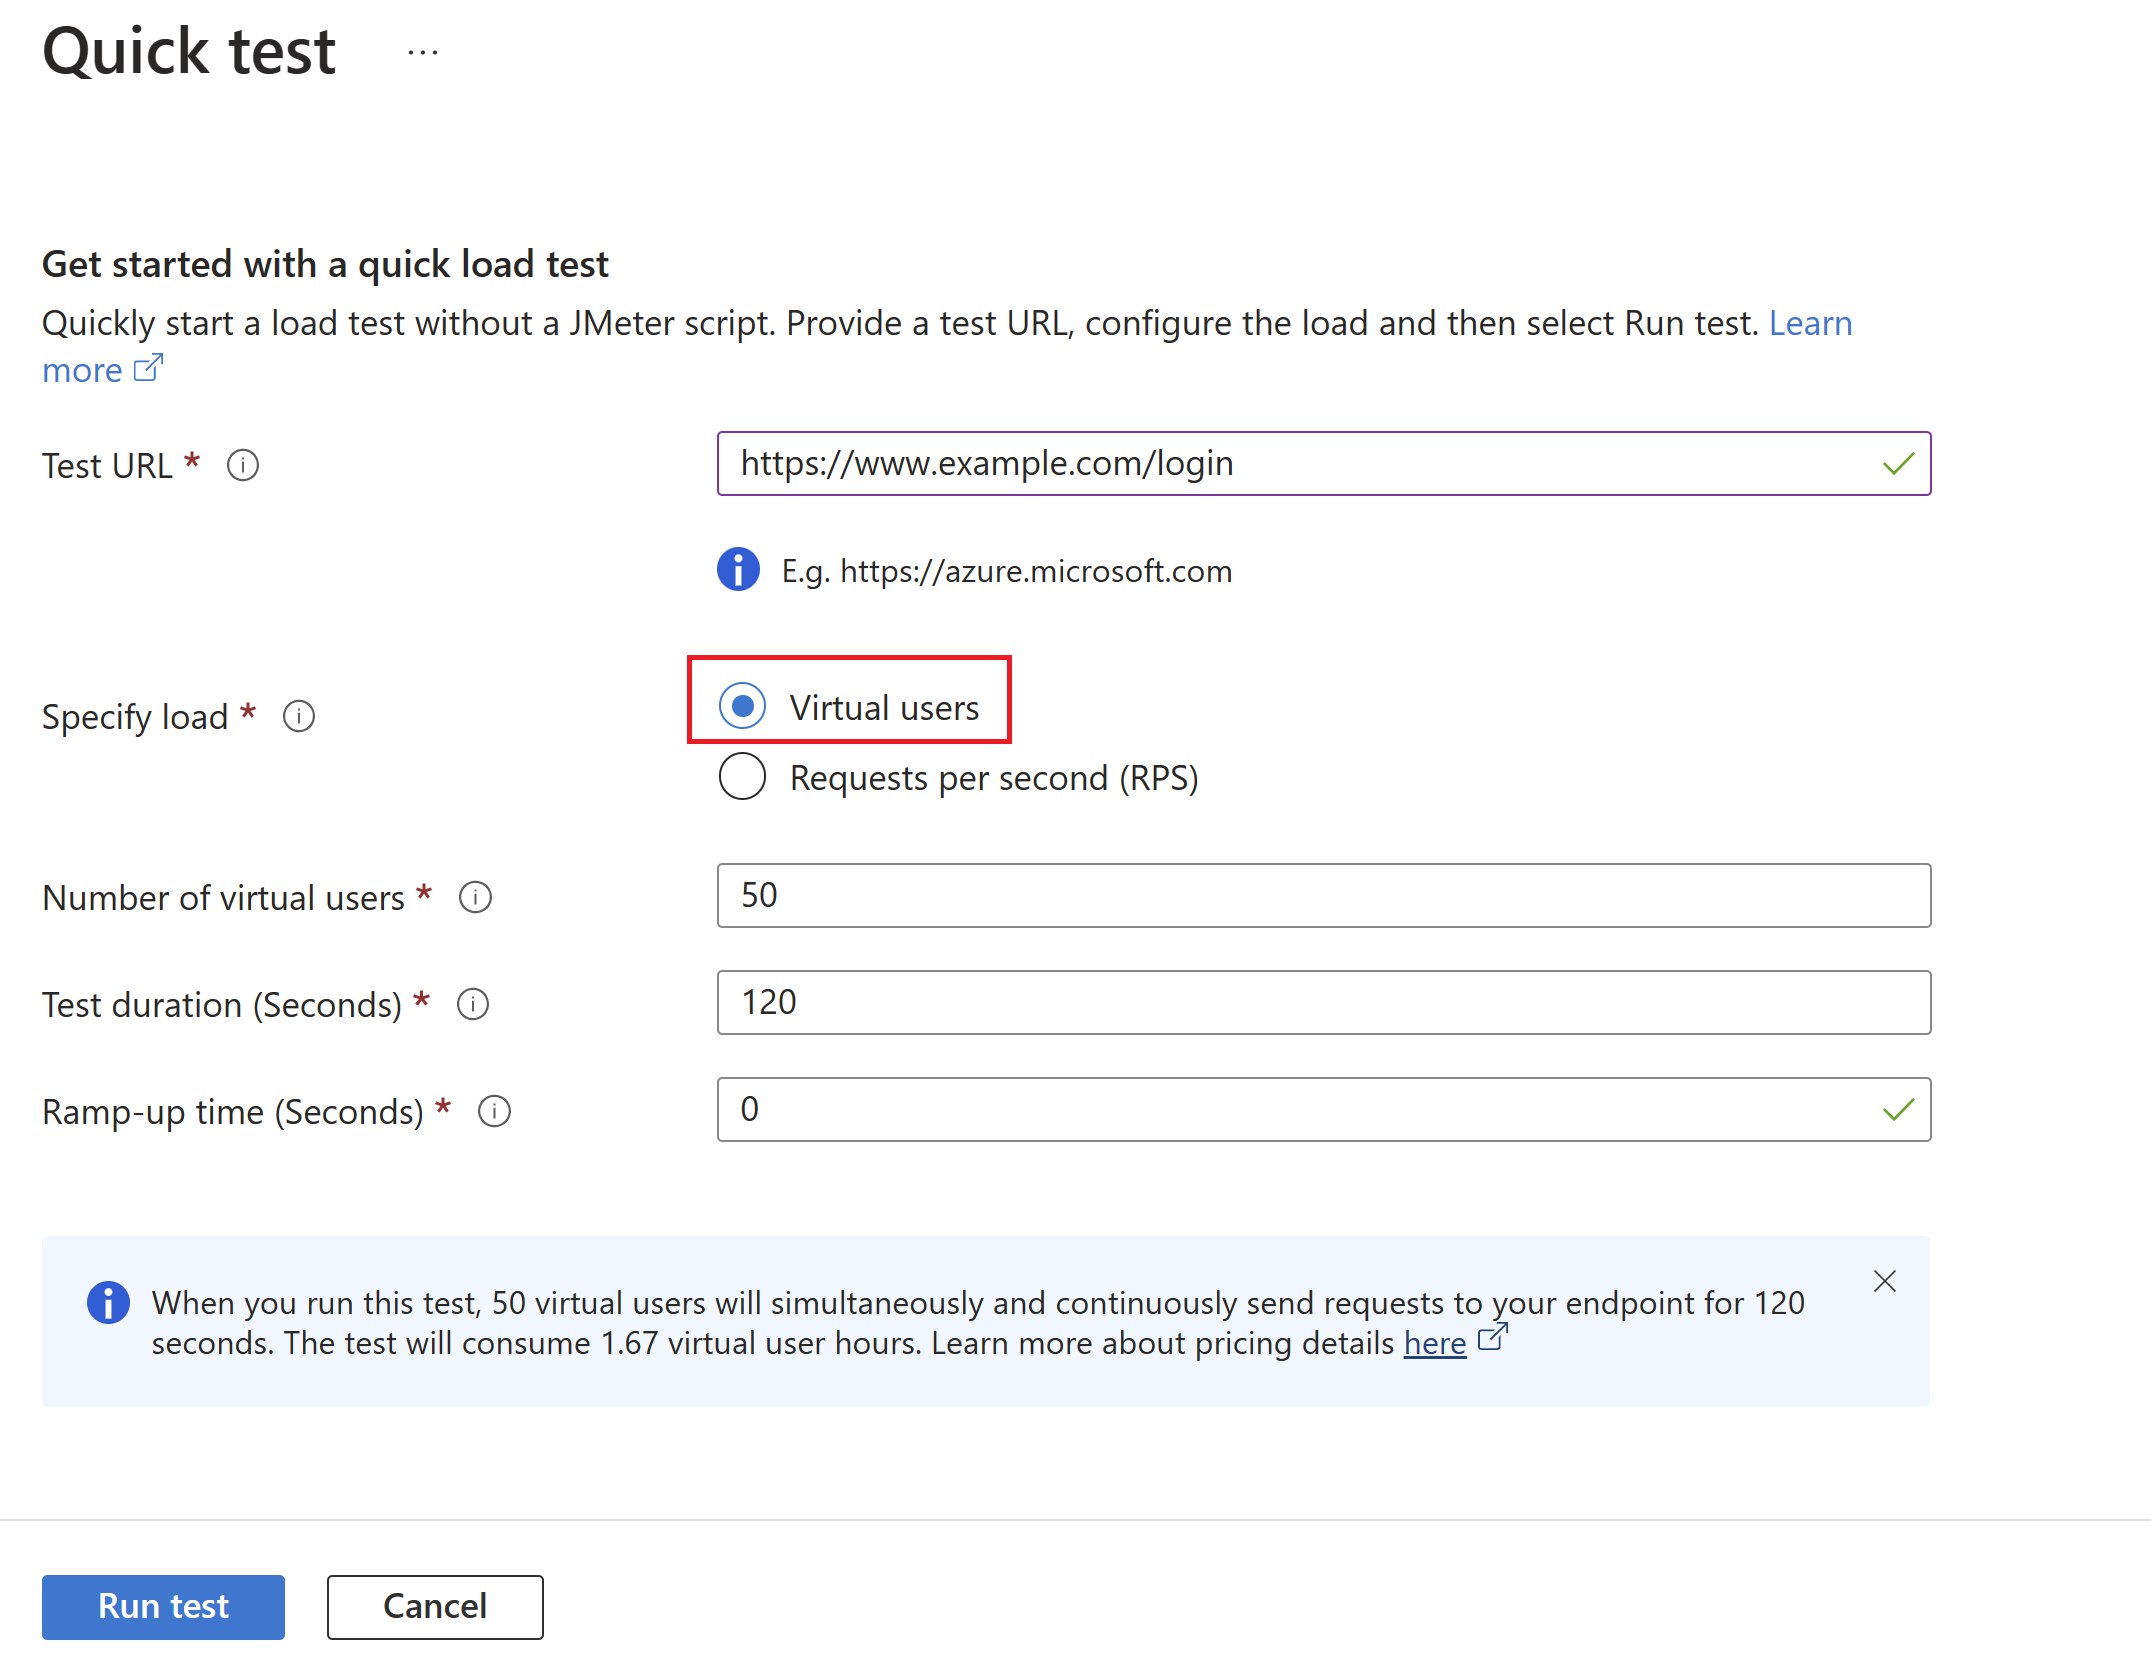 Quick test ...
Get started with a quick load test
Quickly start a load test without a JMeter script. Provide a test URL, configure the load and then select Run test. Learn
more
Test URL *
https://www.example.com/login
E.g. https://azure.microsoft.com
Specify load *
Virtual users
Requests per second (RPS)
Number of virtual users *
50
Test duration (Seconds) *
120
Ramp-up time (Seconds) *
0
When you run this test, 50 virtual users will simultaneously and continuously send requests to your endpoint for 120
seconds. The test will consume 1.67 virtual user hours. Learn more about pricing details here
Run test
Cancel